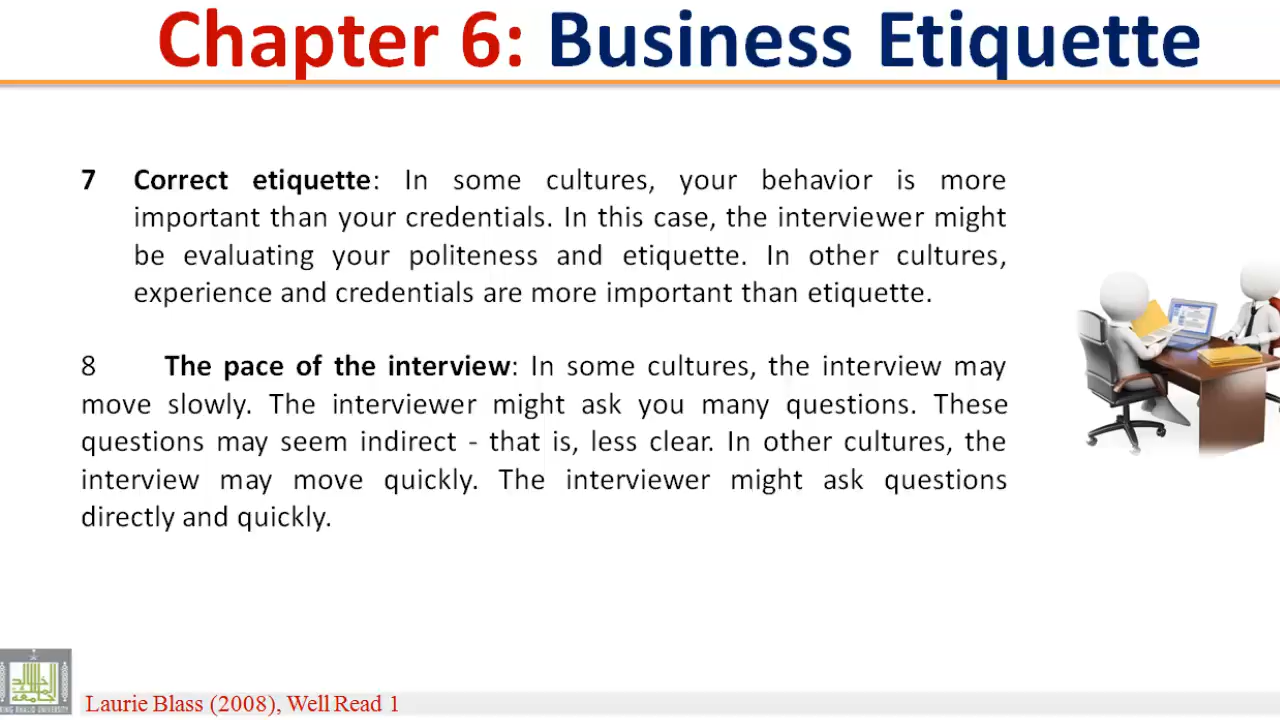 Chapter 6: Business Etiquette
7 Correct etiquette: In some cultures, your behavior is more
important than your credentials. In this case, the interviewer might
be evaluating your politeness and etiquette. In other cultures,
experience and credentials are more important than etiquette.
8 The pace of the interview: In some cultures, the interview may
move slowly. The interviewer might ask you many questions. These
questions may seem indirect - that is, less clear. In other cultures, the
interview may move quickly. The interviewer might ask questions
directly and quickly.
KING KHALID UNIVERSITY
Laurie Blass (2008), Well Read 1